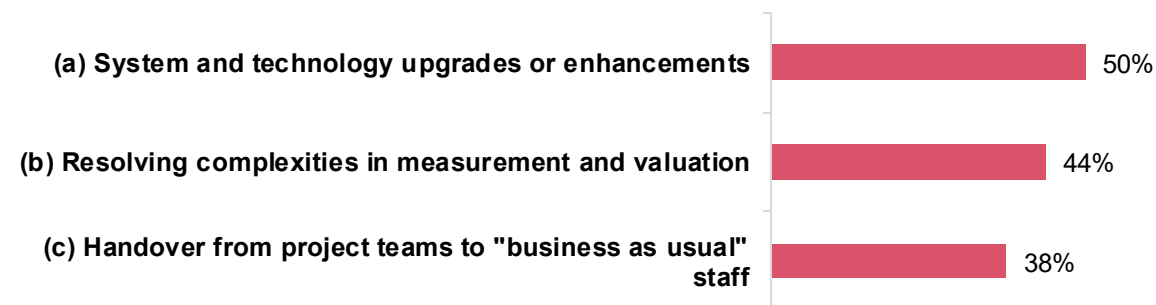 (a) System and technology upgrades or enhancements
50%
(b) Resolving complexities in measurement and valuation
44%
(c) Handover from project teams to "business as usual"
staff
38%